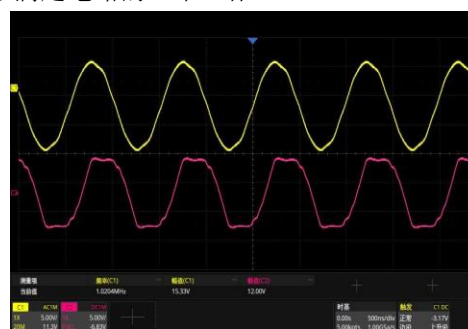 测量项 频率(C1) 幅值(C1) 幅值(C2)
当前值 1.0204MHz 15.33V 12.00V
C1 AC1M C2 DC1M 时基 触发 C1 DC
1X 5.00V/ 1X 5.00V/ 0.00s 500ns/div 正常 -3.17V
20M 11.3V -6.83V 5.00kpts 1.00GSa/s 边沿 上升沿